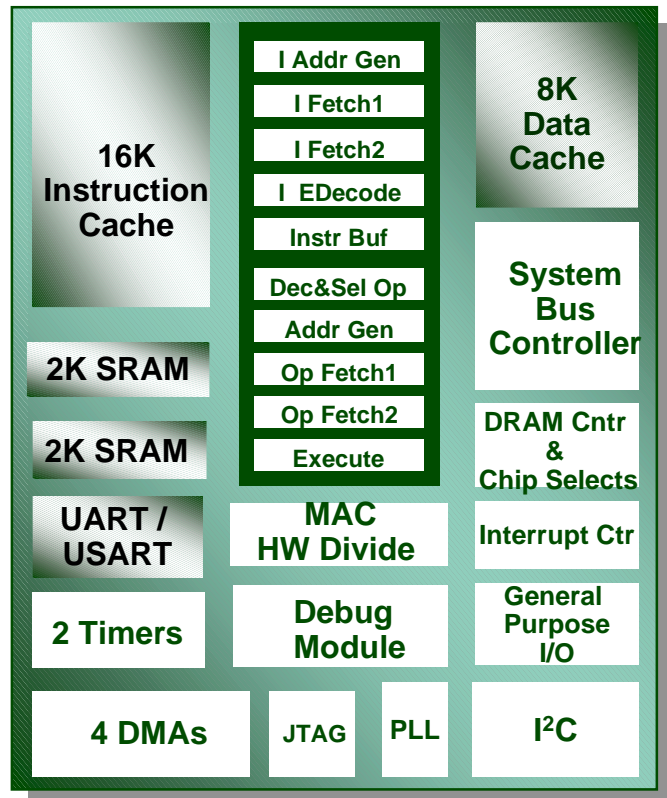 16K
Instruction
Cache
2K SRAM
2K SRAM
UART /
USART
2 Timers
4 DMAs
I Addr Gen
I Fetch1
I Fetch2
I EDecode
Instr Buf
Dec&Sel Op
Addr Gen
Op Fetch1
Op Fetch2
Execute
MAC
HW Divide
Debug
Module
JTAG
PLL
8K
Data
Cache
System
Bus
Controller
DRAM Cntr
&
Chip Selects
Interrupt Ctr
General
Purpose
I/O
I²C